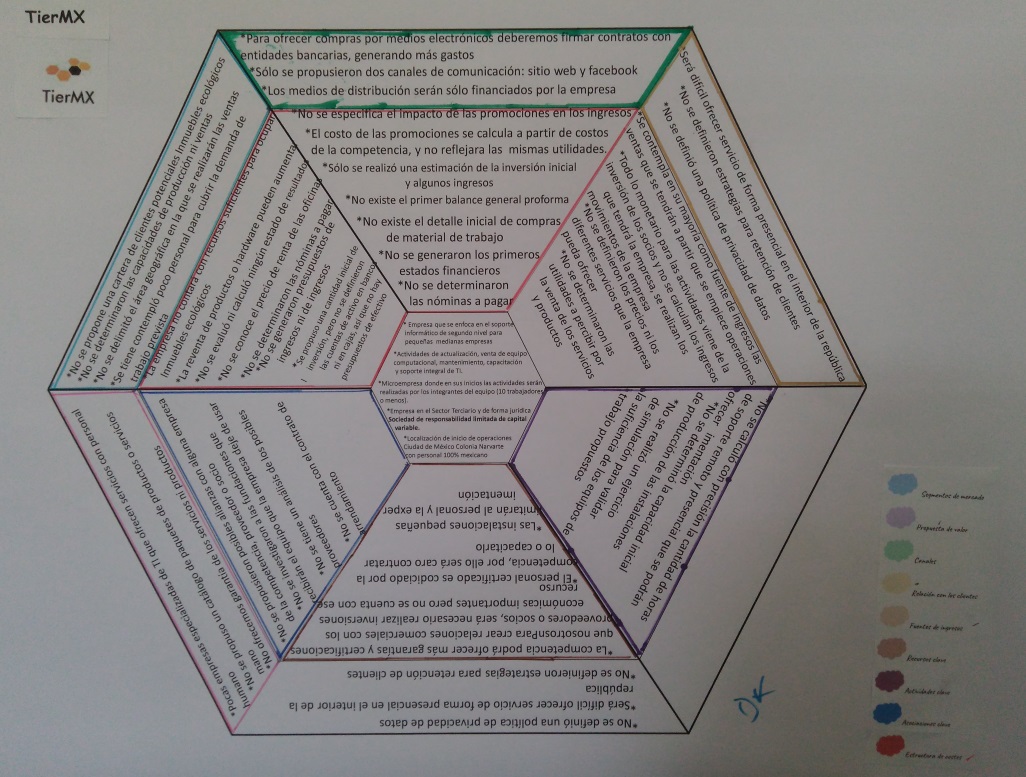 TierMX
TierMX
*Para ofrecer compras por medios electrónicos deberemos firmar contratos con
entidades bancarias, generando más gastos
*Sólo se propusieron dos canales de comunicación: sitio web y facebook
*Los medios de distribución serán sólo financiados por la empresa
*No se especifica el impacto de las promociones en los ingresos
*El costo de las promociones se calcula a partir de costos
de la competencia, y no reflejara las mismas utilidades.
*Sólo se realizó una estimación de la inversión inicial
y algunos ingresos
*No existe el primer balance general proforma
*No existe el detalle inicial de compras
de material de trabajo
*No se generaron los primeros
estados financieros
*No se determinaron
las nóminas a pagar
*No se propone una cartera de clientes potenciales Inmuebles ecológicos
*No se determinaron las capacidades de producción ni ventas
*No se delimitó el área geográfica en la que se realizarán las ventas
*Se tiene contempló poco personal para cubrir la demanda de
trabajo prevista
*La empresa no contará con recursos suficientes para ocupar
inmuebles ecológicos
*La reventa de productos o hardware pueden aumenta
*No se evaluó ni calculó ningún estado de resultados
*No se conoce el precio de renta de las oficinas
*No se determinaron las nóminas a pagar
*No se generaron presupuestos de
ingresos ni de ingresos
*Se propuso una cantidad inicial de
inversión, pero no se definieron
las cuentas de activo en bancos
ni en cajas, así que no hay
presupuestos de efectivo
*Será difícil ofrecer servicio de forma presencial en el interior de la república
*No se definieron estrategias para retención de clientes
*No se definió una política de privacidad de datos
*Se contempla en su mayoría como fuente de ingresos las
ventas que se tendrán a partir que se empiece operaciones
*Todo lo monetario para las actividades viene de la
inversión de los socios y no se calculan los ingresos
que tendrá la empresa, se realizan los
movimientos de la empresa
*No se definieron los precios ni los
diferentes servicios que la empresa
pueda ofrecer
*No se determinaron las
utilidades a percibir por
la venta de los servicios
y productos
* Empresa que se enfoca en el soporte
informático de segundo nivel para
pequeñas medianas empresas
*Actividades de actualización, venta de equipo
computacional, mantenimiento, capacitación
y soporte integral de TI.
*Microempresa donde en sus inicios las actividades serán
realizadas por los integrantes del equipo (10 trabajadores
o menos).
*Empresa en el Sector Terciario y de forma jurídica
Sociedad de responsabilidad limitada de capital
variable.
*Localización de inicio de operaciones
Ciudad de México Colonia Narvarte
con personal 100% mexicano
*Pocas empresas especializadas de TI que ofrecen servicios con personal
humano
*No se propuso un catálogo de paquetes de productos o servicios
mano
*No ofrecemos garantía de los servicios ni productos
*No se propusieron posibles alianzas con alguna empresa
de la competencia, proveedor o socio
*No se investigaron a las fundaciones que
recibirán el equipo que empresa deje de usar
*No se tiene un análisis de los posibles
proveedores
*No se cuenta con el contrato de
arrendamiento
*No se calculó con precisión la cantidad de horas
de soporte remoto y presencial que se podrán
ofrecer
*No se determinó la capacidad inicial
de producción de las instalaciones
*No se realizó un ejercicio
de simulación para validar
la suficiencia de los equipos de
trabajo propuestos
*No se definió una política de privacidad de datos
*Será difícil ofrecer servicio de forma presencial en el interior de la
república
*No se definieron estrategias para retención de clientes
*La competencia podrá ofrecer más garantías y certificaciones
que nosotrosnPara crear relaciones comerciales con los
proveedores o socios, será necesario realizar inversiones
económicas importantes pero no se cuenta con ese
recurso
*El personal certificado es codiciado por la
competencia, por ello será caro contratar
lo o capacitarlo
*Las instalaciones pequeñas
limitarán al personal y la exper
imentación
Segmentos de mercado
Propuesta de valor
Canales
Relación con los clientes
Fuentes de ingresos
Recursos clave
Actividades clave
Asociaciones clave
Estructura de costos